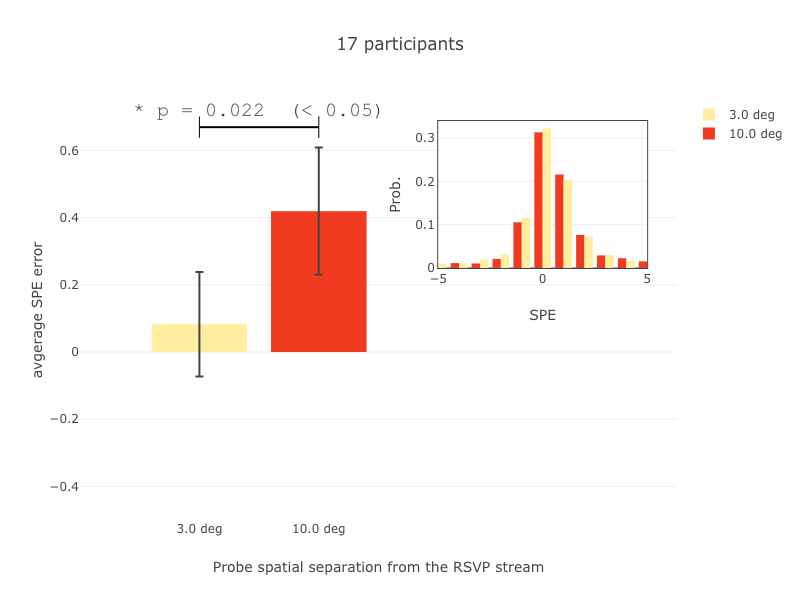 17 participants
* p = 0.022  (< 0.05)
3.0 deg
10.0 deg
avgerage SPE error
0.6
0.4
0.2
0
−0.2
−0.4
3.0 deg
10.0 deg
Probe spatial separation from the RSVP stream
Prob.
0.3
0.2
0.1
0
−5
0
5
SPE